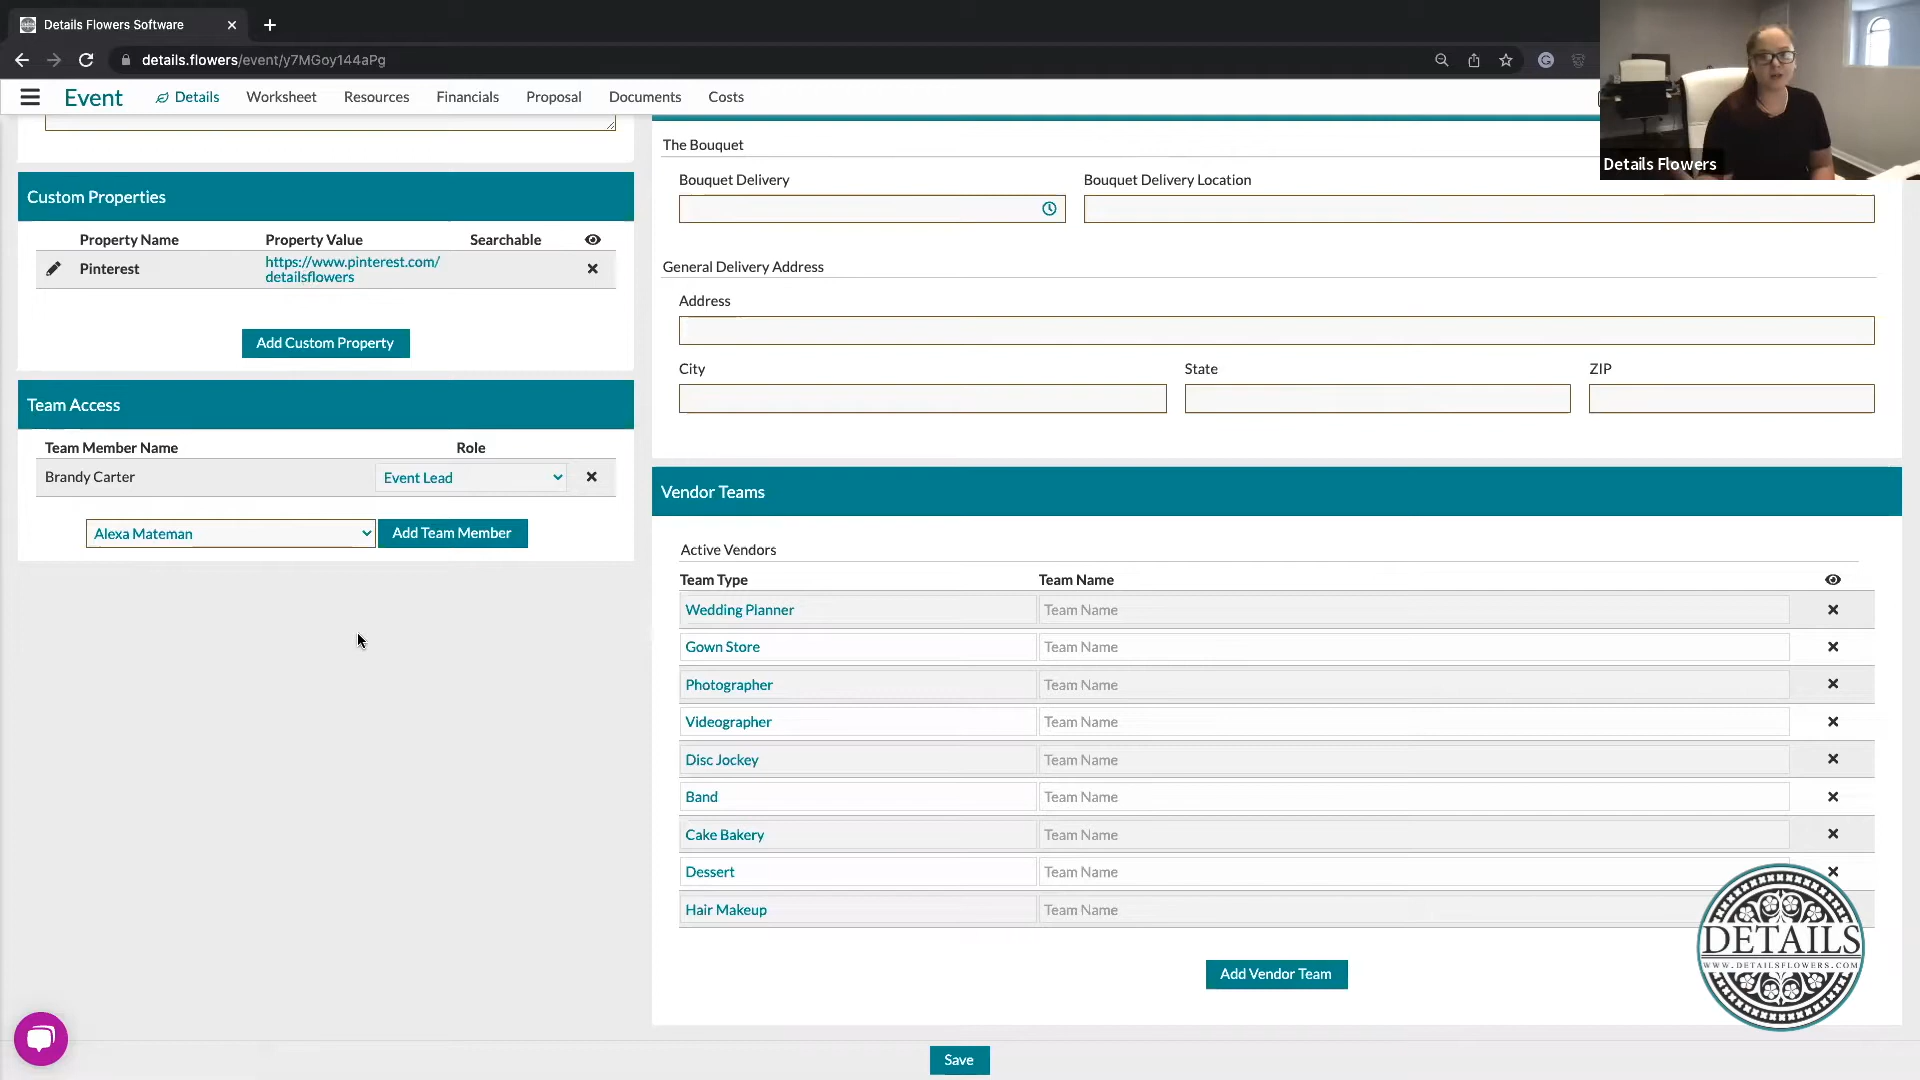 Details Flowers Software
details.flowers/event/y7MGoy144aPg
Event
Details
Worksheet
Resources
Financials
Proposal
Documents
Costs
Details Flowers
Custom Properties
Property Name
Property Value
Searchable
Pinterest
https://www.pinterest.com/
detailsflowers
Add Custom Property
Team Access
Team Member Name
Role
Brandy Carter
Event Lead
Alexa Mateman
Add Team Member
The Bouquet
Bouquet Delivery
Bouquet Delivery Location
General Delivery Address
Address
City
State
ZIP
Vendor Teams
Active Vendors
Team Type
Team Name
Wedding Planner
Team Name
Gown Store
Team Name
Photographer
Team Name
Videographer
Team Name
Disc Jockey
Team Name
Band
Team Name
Cake Bakery
Team Name
Dessert
Team Name
Hair Makeup
Team Name
Add Vendor Team
DETAILS
WWW.DETAILSFLOWERS.COM
Save